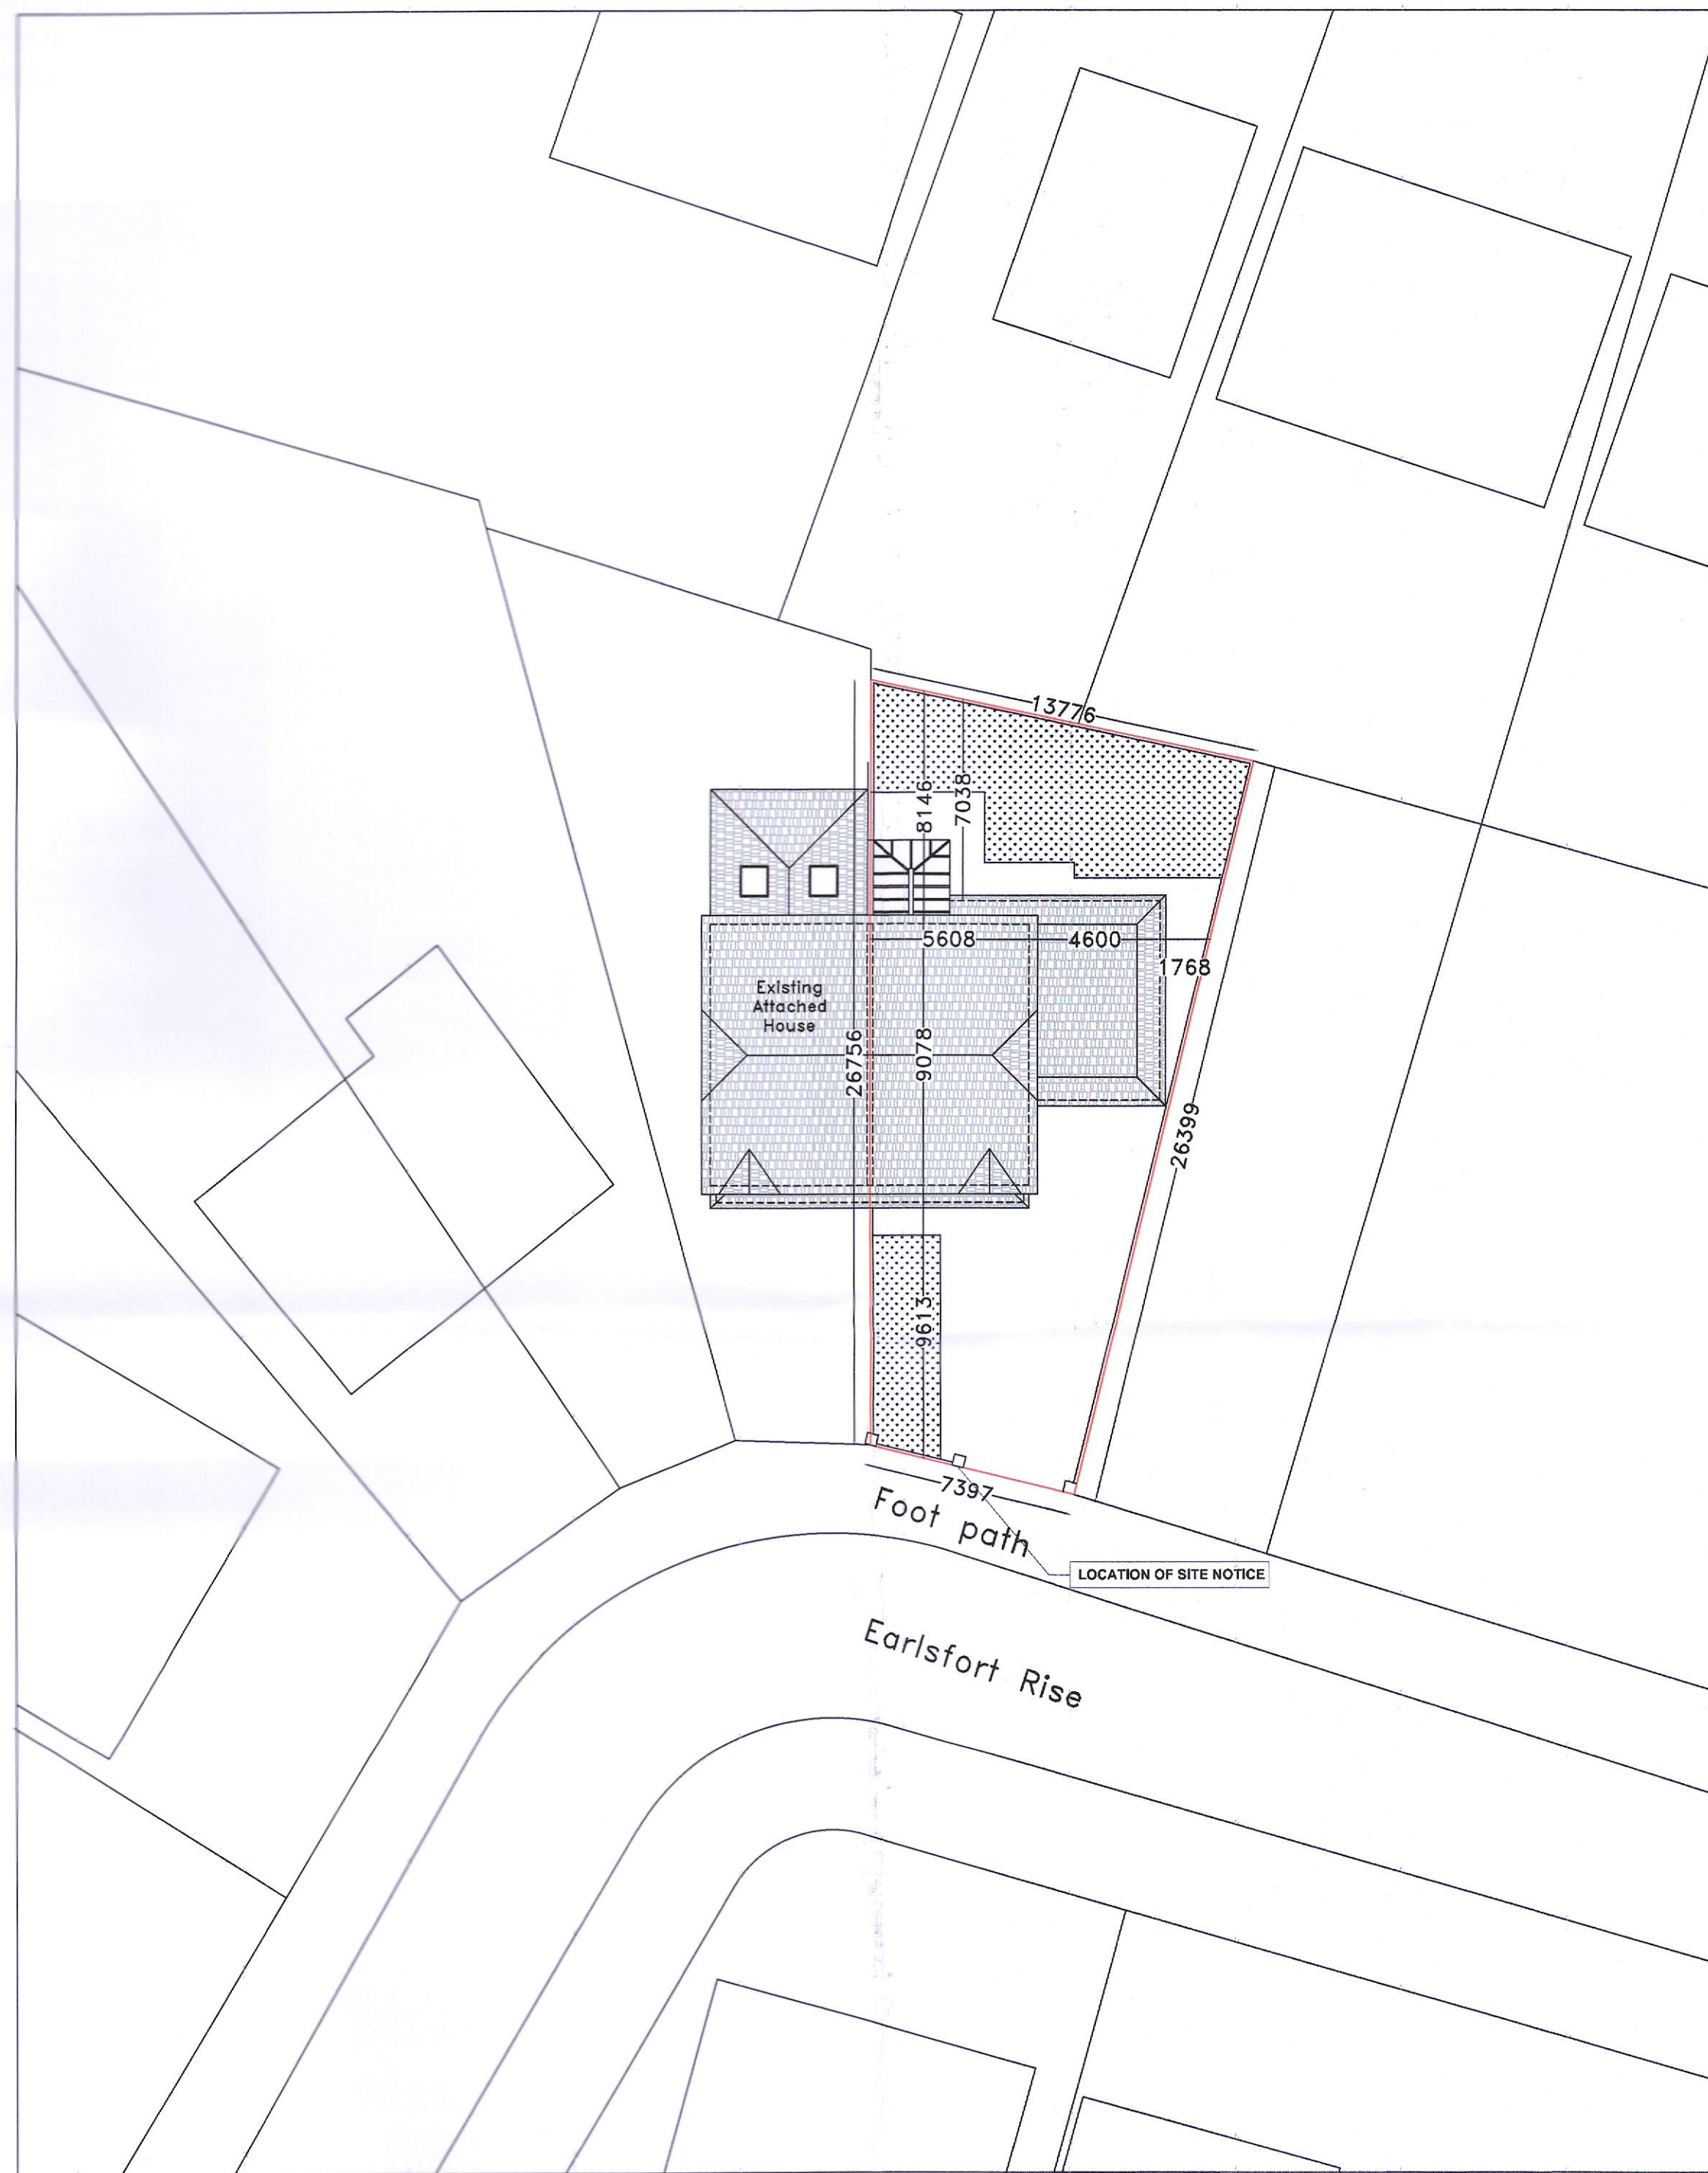 13776
8146
7038
5608
4600
1768
Existing
Attached
House
26756
9078
26399
9613
7397
Foot path
LOCATION OF SITE NOTICE
Earlsfort Rise